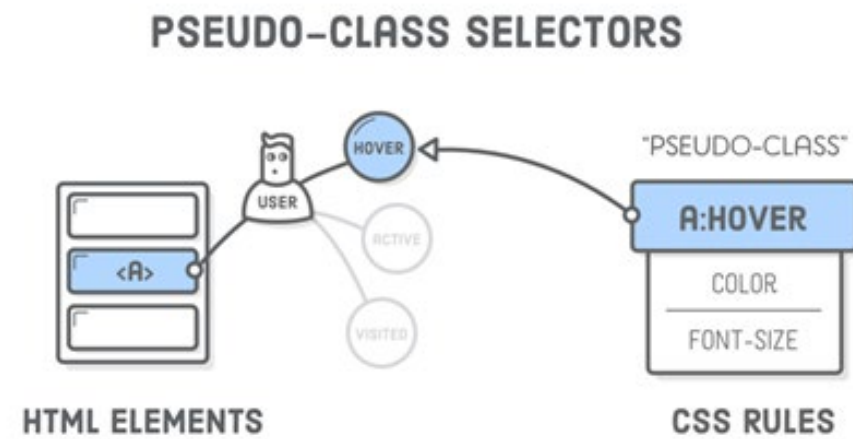 PSEUDO-CLASS SELECTORS
HOVER
"PSEUDO-CLASS"
USER
A:HOVER
ACTIVE
<A>
COLOR
VISITED
FONT-SIZE
HTML ELEMENTS
CSS RULES